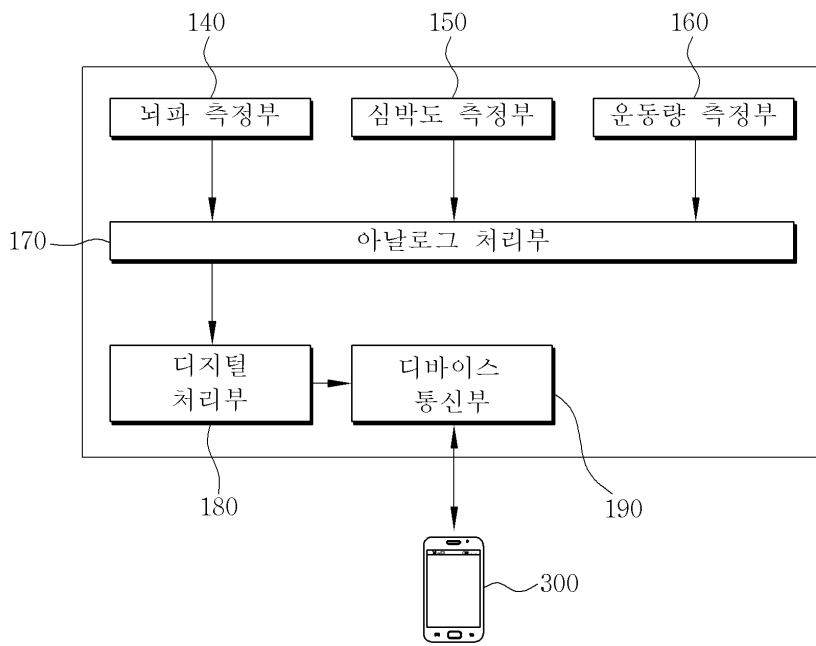 140
150
160
뇌파 측정부
심박도 측정부
운동량 측정부
170
아날로그 처리부
디지털
처리부
디바이스
통신부
180
190
300